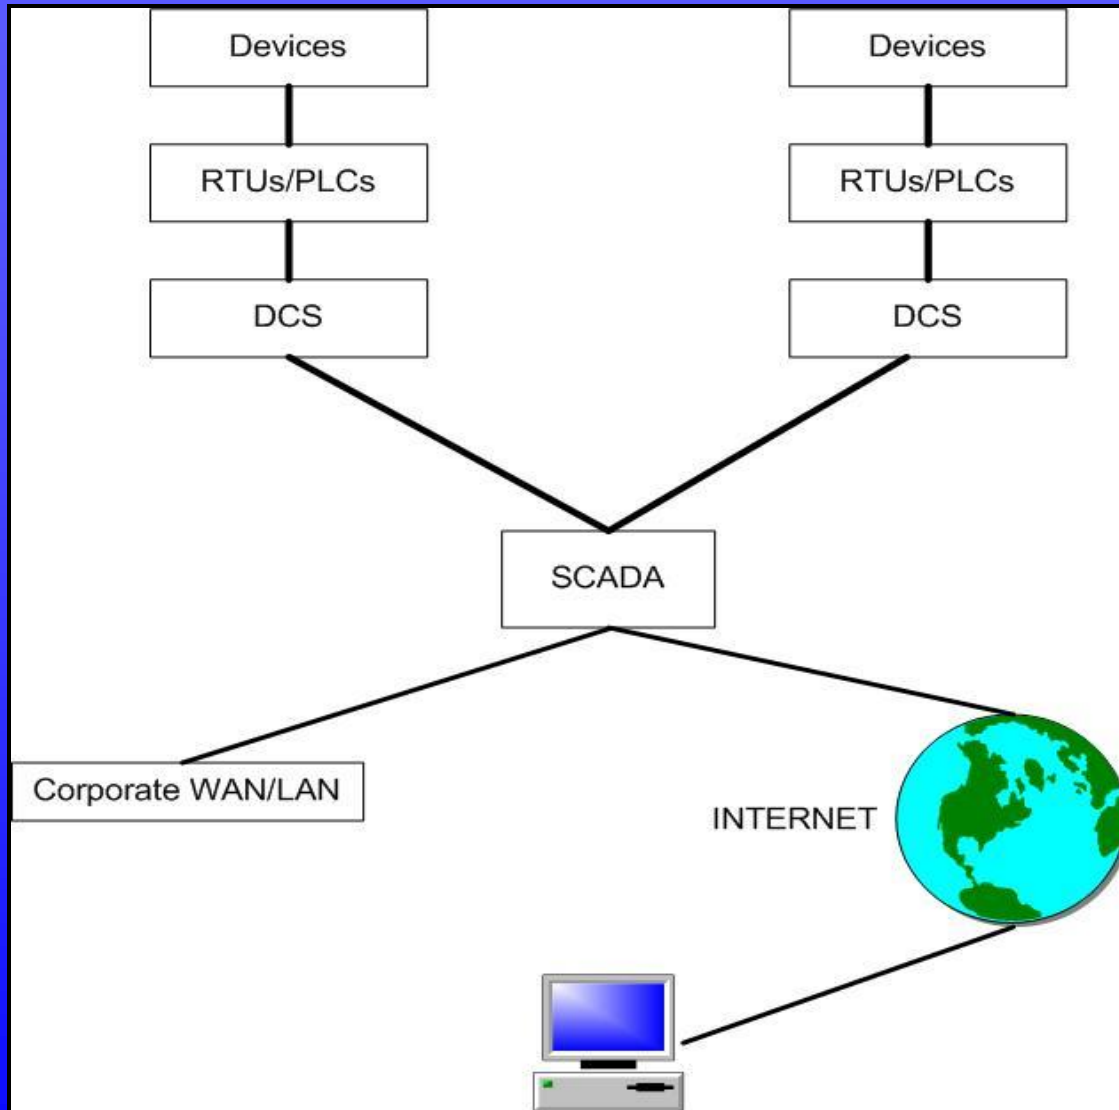 Devices
Devices
RTUs/PLCs
RTUs/PLCs
DCS
DCS
SCADA
Corporate WAN/LAN
INTERNET